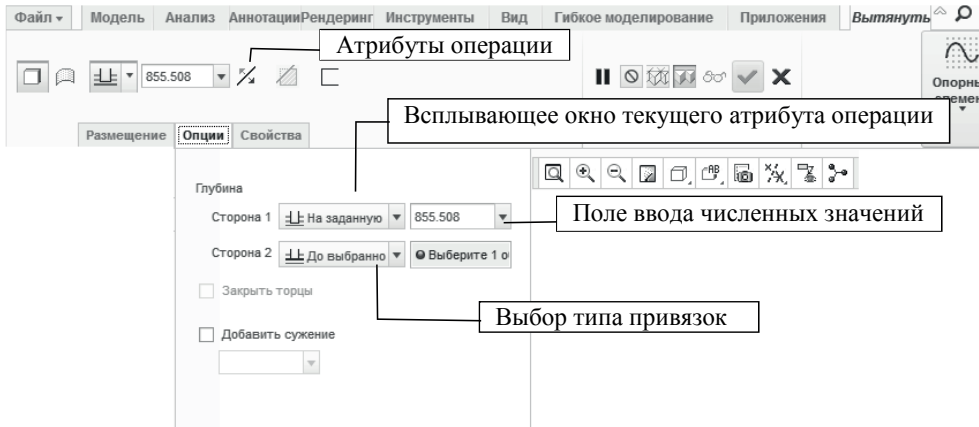 Файл Модель Анализ Аннотации Рендеринг Инструменты Вид Гибкое моделирование Приложения Вытянуть
Атрибуты операции
855.508
Опорны
Всплывающее окно текущего атрибута операции
Размещение Опции Свойства
Глубина
Сторона 1 На заданную 855.508
Поле ввода численных значений
Сторона 2 До выбранно Выберите 1 о
Закрыть торцы
Выбор типа привязок
Добавить сужение